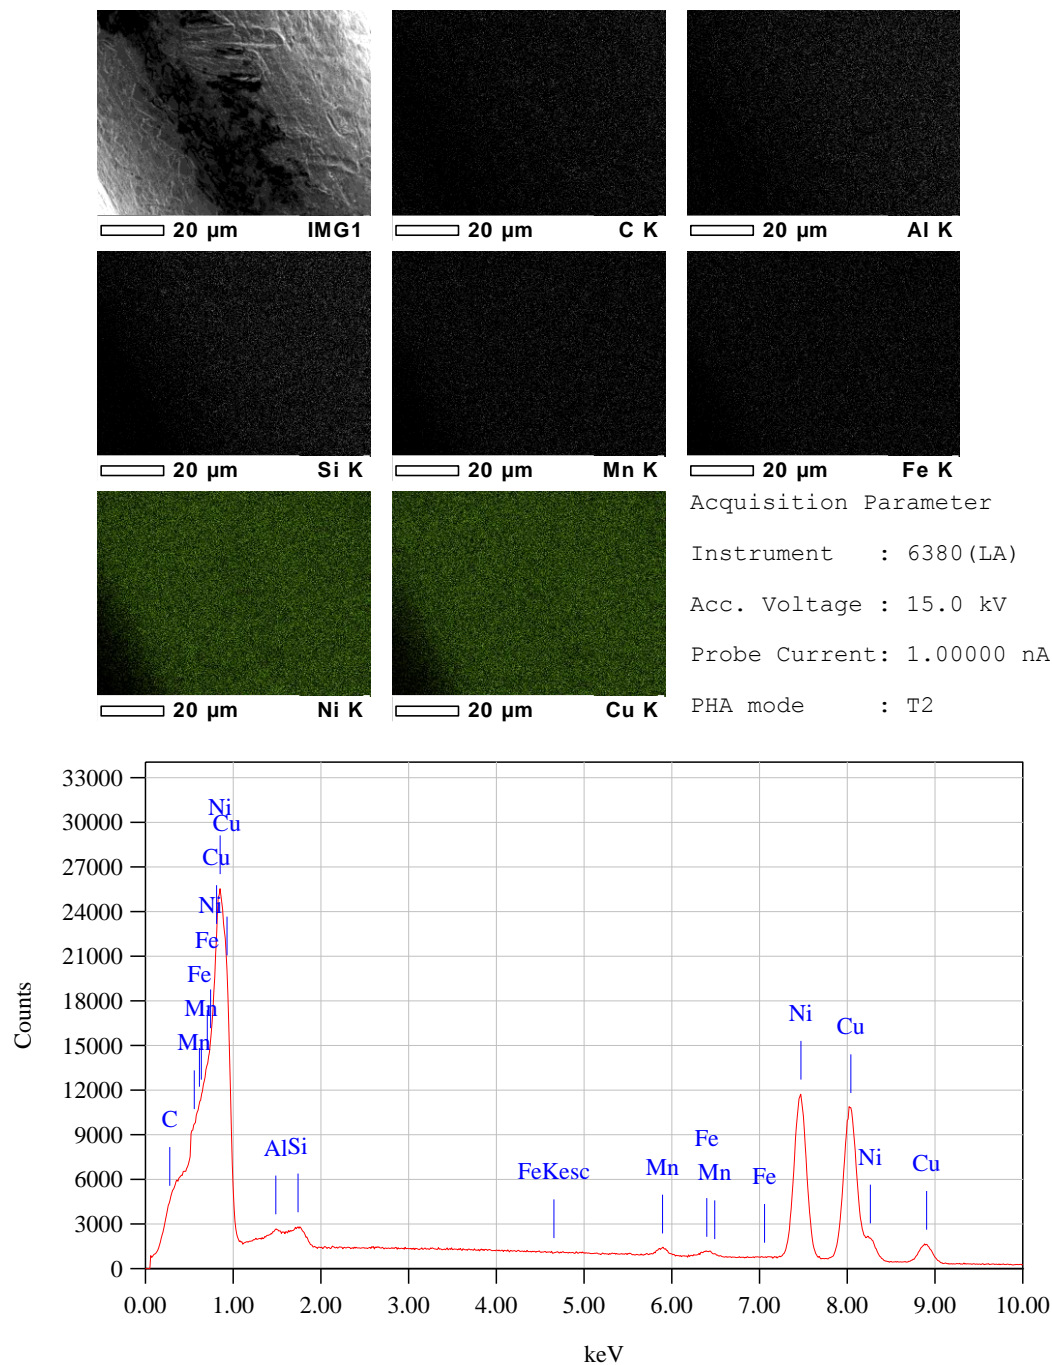 20 µm IMG1
20 µm C K
20 µm Al K
20 µm Si K
20 µm Mn K
20 µm Fe K
20 µm Ni K
20 µm Cu K
Acquisition Parameter
Instrument : 6380(LA)
Acc. Voltage : 15.0 kV
Probe Current: 1.00000 nA
PHA mode : T2
Counts
33000
30000
27000
24000
21000
18000
15000
12000
9000
6000
3000
0
Ni
Cu
Cu
Ni
Fe
Fe
Mn
Mn
C
Al
Si
FeKesc
Mn
Fe
Mn
Fe
Ni
Cu
Ni
Cu
0.00 1.00 2.00 3.00 4.00 5.00 6.00 7.00 8.00 9.00 10.00
keV